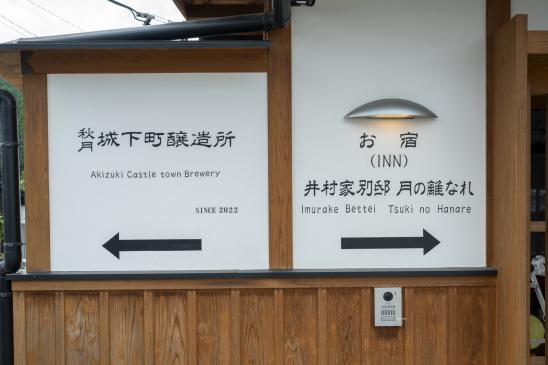 秋月城下町醸造所
Akizuki Castle town Brewery
SINCE 2022
お宿
(INN)
井村家別邸 月の離なれ
Imurake Bettei Tsuki no Hanare